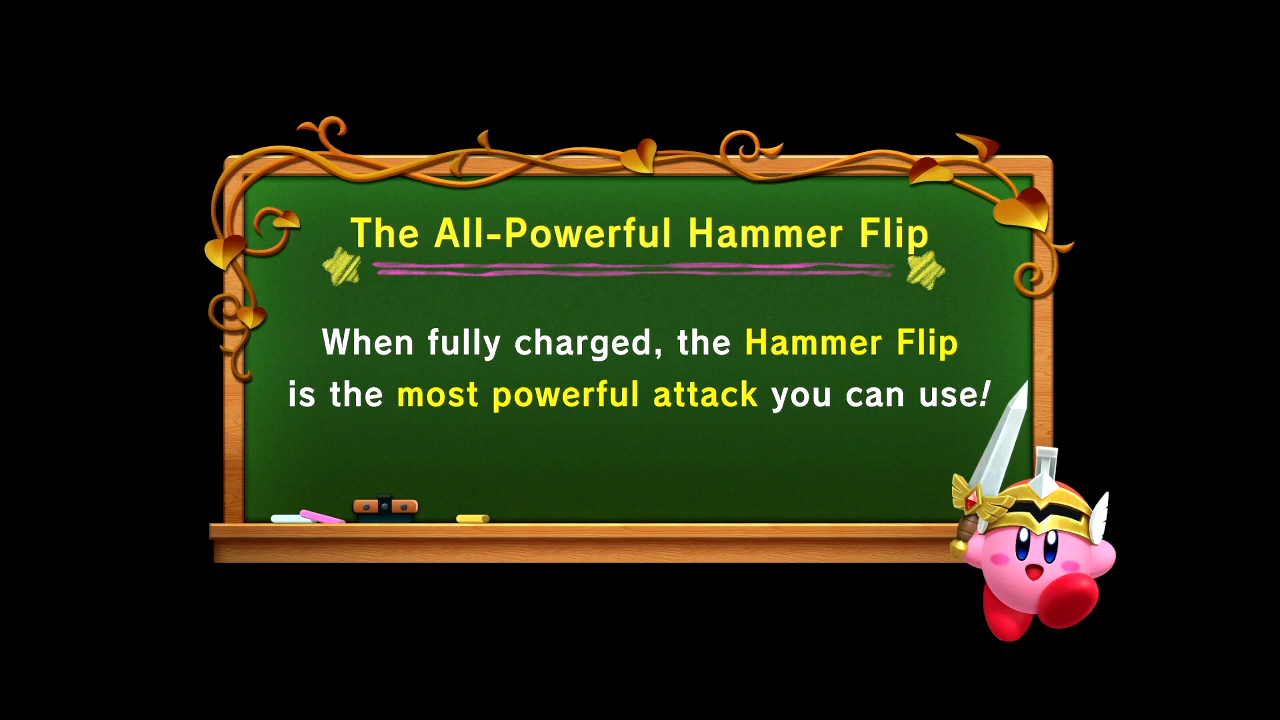 The All-Powerful Hammer Flip
When fully charged, the Hammer Flip
is the most powerful attack you can use!